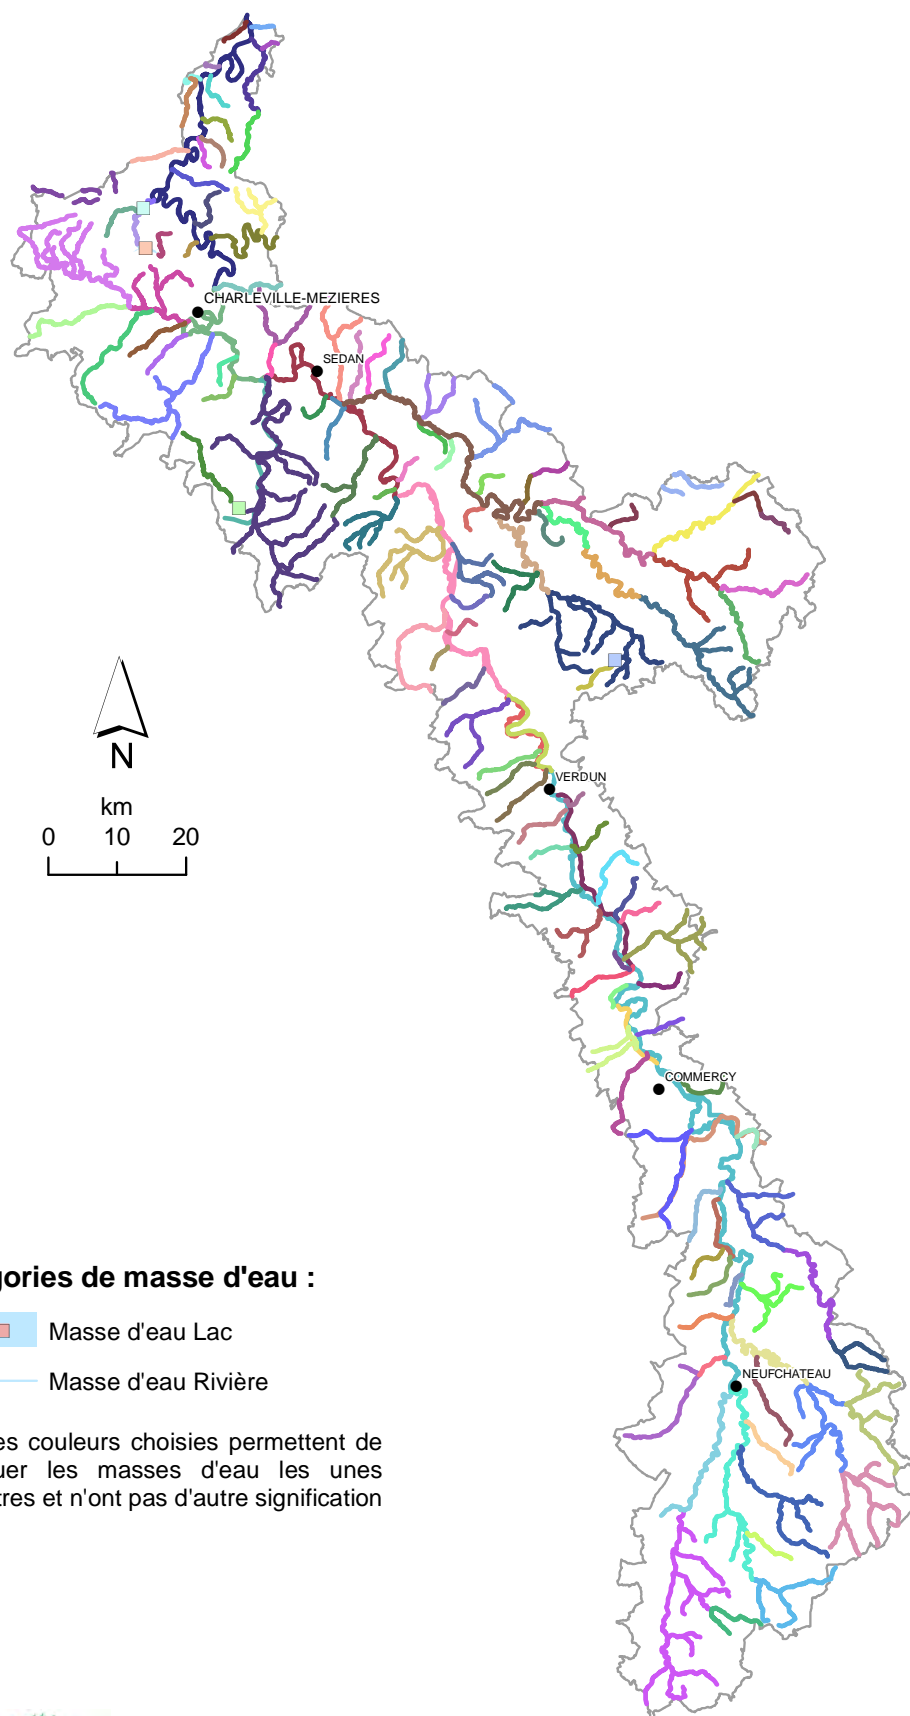 CHARLEVILLE-MEZIERES
SEDAN
N
km
0 10 20
VERDUN
COMMERCY
NEUFCHATEAU
gories de masse d'eau :
Masse d'eau Lac
Masse d'eau Rivière
es couleurs choisies permettent de
uer les masses d'eau les unes
tres et n'ont pas d'autre signification